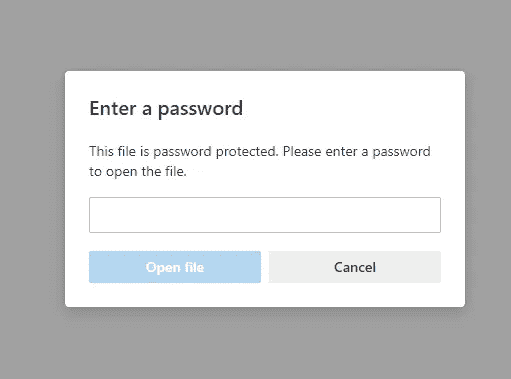 Enter a password
This file is password protected. Please enter a password
to open the file.
Open file
Cancel